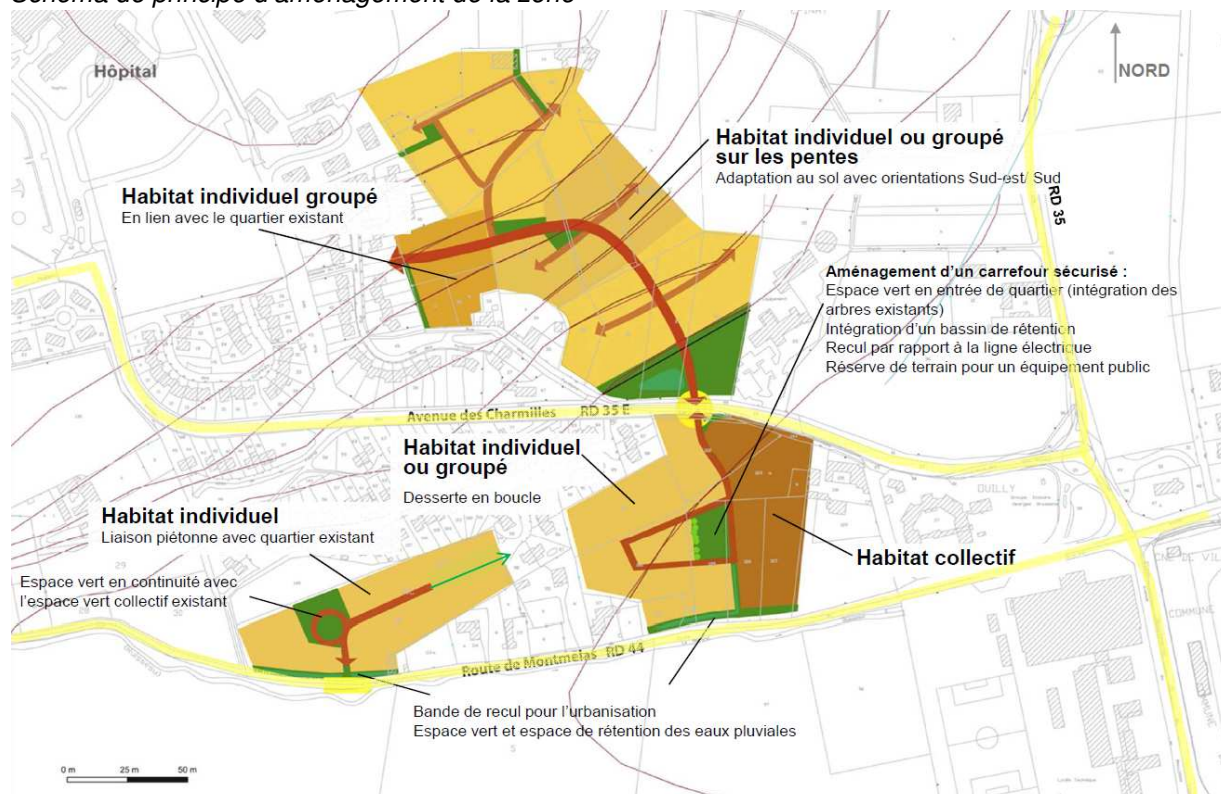 Schéma de principe d'aménagement de la zone
Hôpital
NORD
Habitat individuel ou groupé
sur les pentes
Adaptation au sol avec orientations Sud-est/ Sud
RD 35
Habitat individuel groupé
En lien avec le quartier existant
Aménagement d'un carrefour sécurisé :
Espace vert en entrée de quartier (intégration des
arbres existants)
Intégration d'un bassin de rétention
Recul par rapport à la ligne électrique
Réserve de terrain pour un équipement public
Avenue des Charmilles RD 35 E
Habitat individuel
ou groupé
Desserte en boucle
OUILLY
Habitat individuel
Liaison piétonne avec quartier existant
Habitat collectif
Espace vert en continuité avec
l'espace vert collectif existant
COMMUNE
Route de Montmelas RD 44
Bande de recul pour l'urbanisation
Espace vert et espace de rétention des eaux pluviales
0 m 25 m 50 m